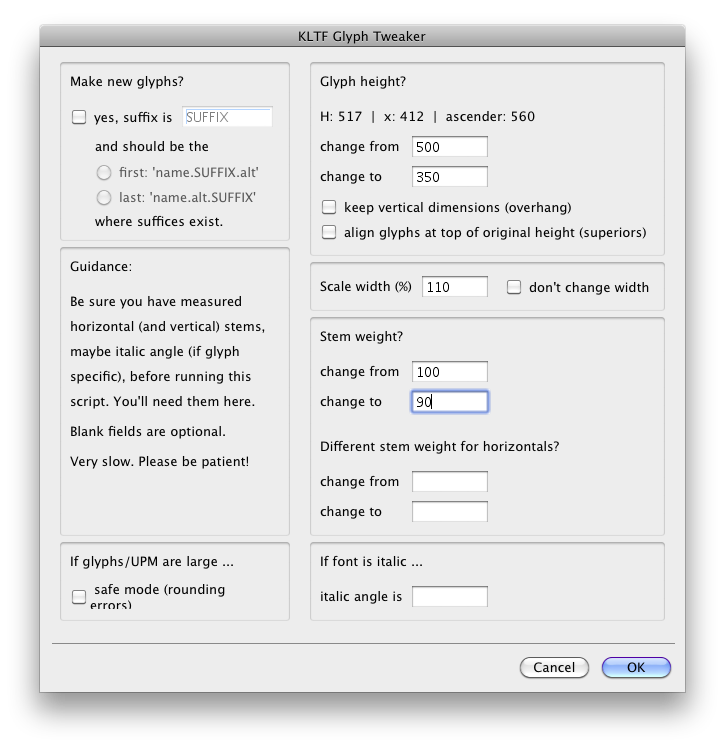 KLTF Glyph Tweaker
Make new glyphs?
yes, suffix is SUFFIX
and should be the
first: 'name.SUFFIX.alt'
last: 'name.alt.SUFFIX'
where suffices exist.
Guidance:
Be sure you have measured
horizontal (and vertical) stems,
maybe italic angle (if glyph
specific), before running this
script. You'll need them here.
Blank fields are optional.
Very slow. Please be patient!
If glyphs/UPM are large ...
safe mode (rounding
errors)
Glyph height?
H: 517 | x: 412 | ascender: 560
change from 500
change to 350
keep vertical dimensions (overhang)
align glyphs at top of original height (superiors)
Scale width (%) 110 don't change width
Stem weight?
change from 100
change to 90
Different stem weight for horizontals?
change from
change to
If font is italic ...
italic angle is
Cancel OK